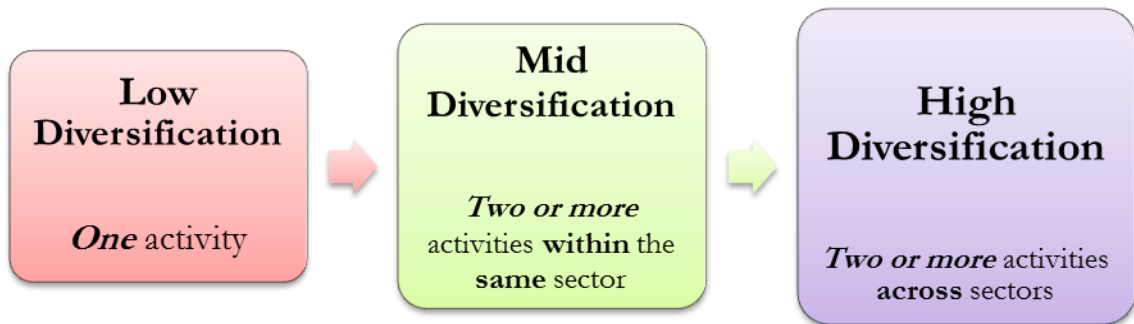 Low
Diversification
One activity
Mid
Diversification
Two or more
activities within the
same sector
High
Diversification
Two or more activities
across sectors